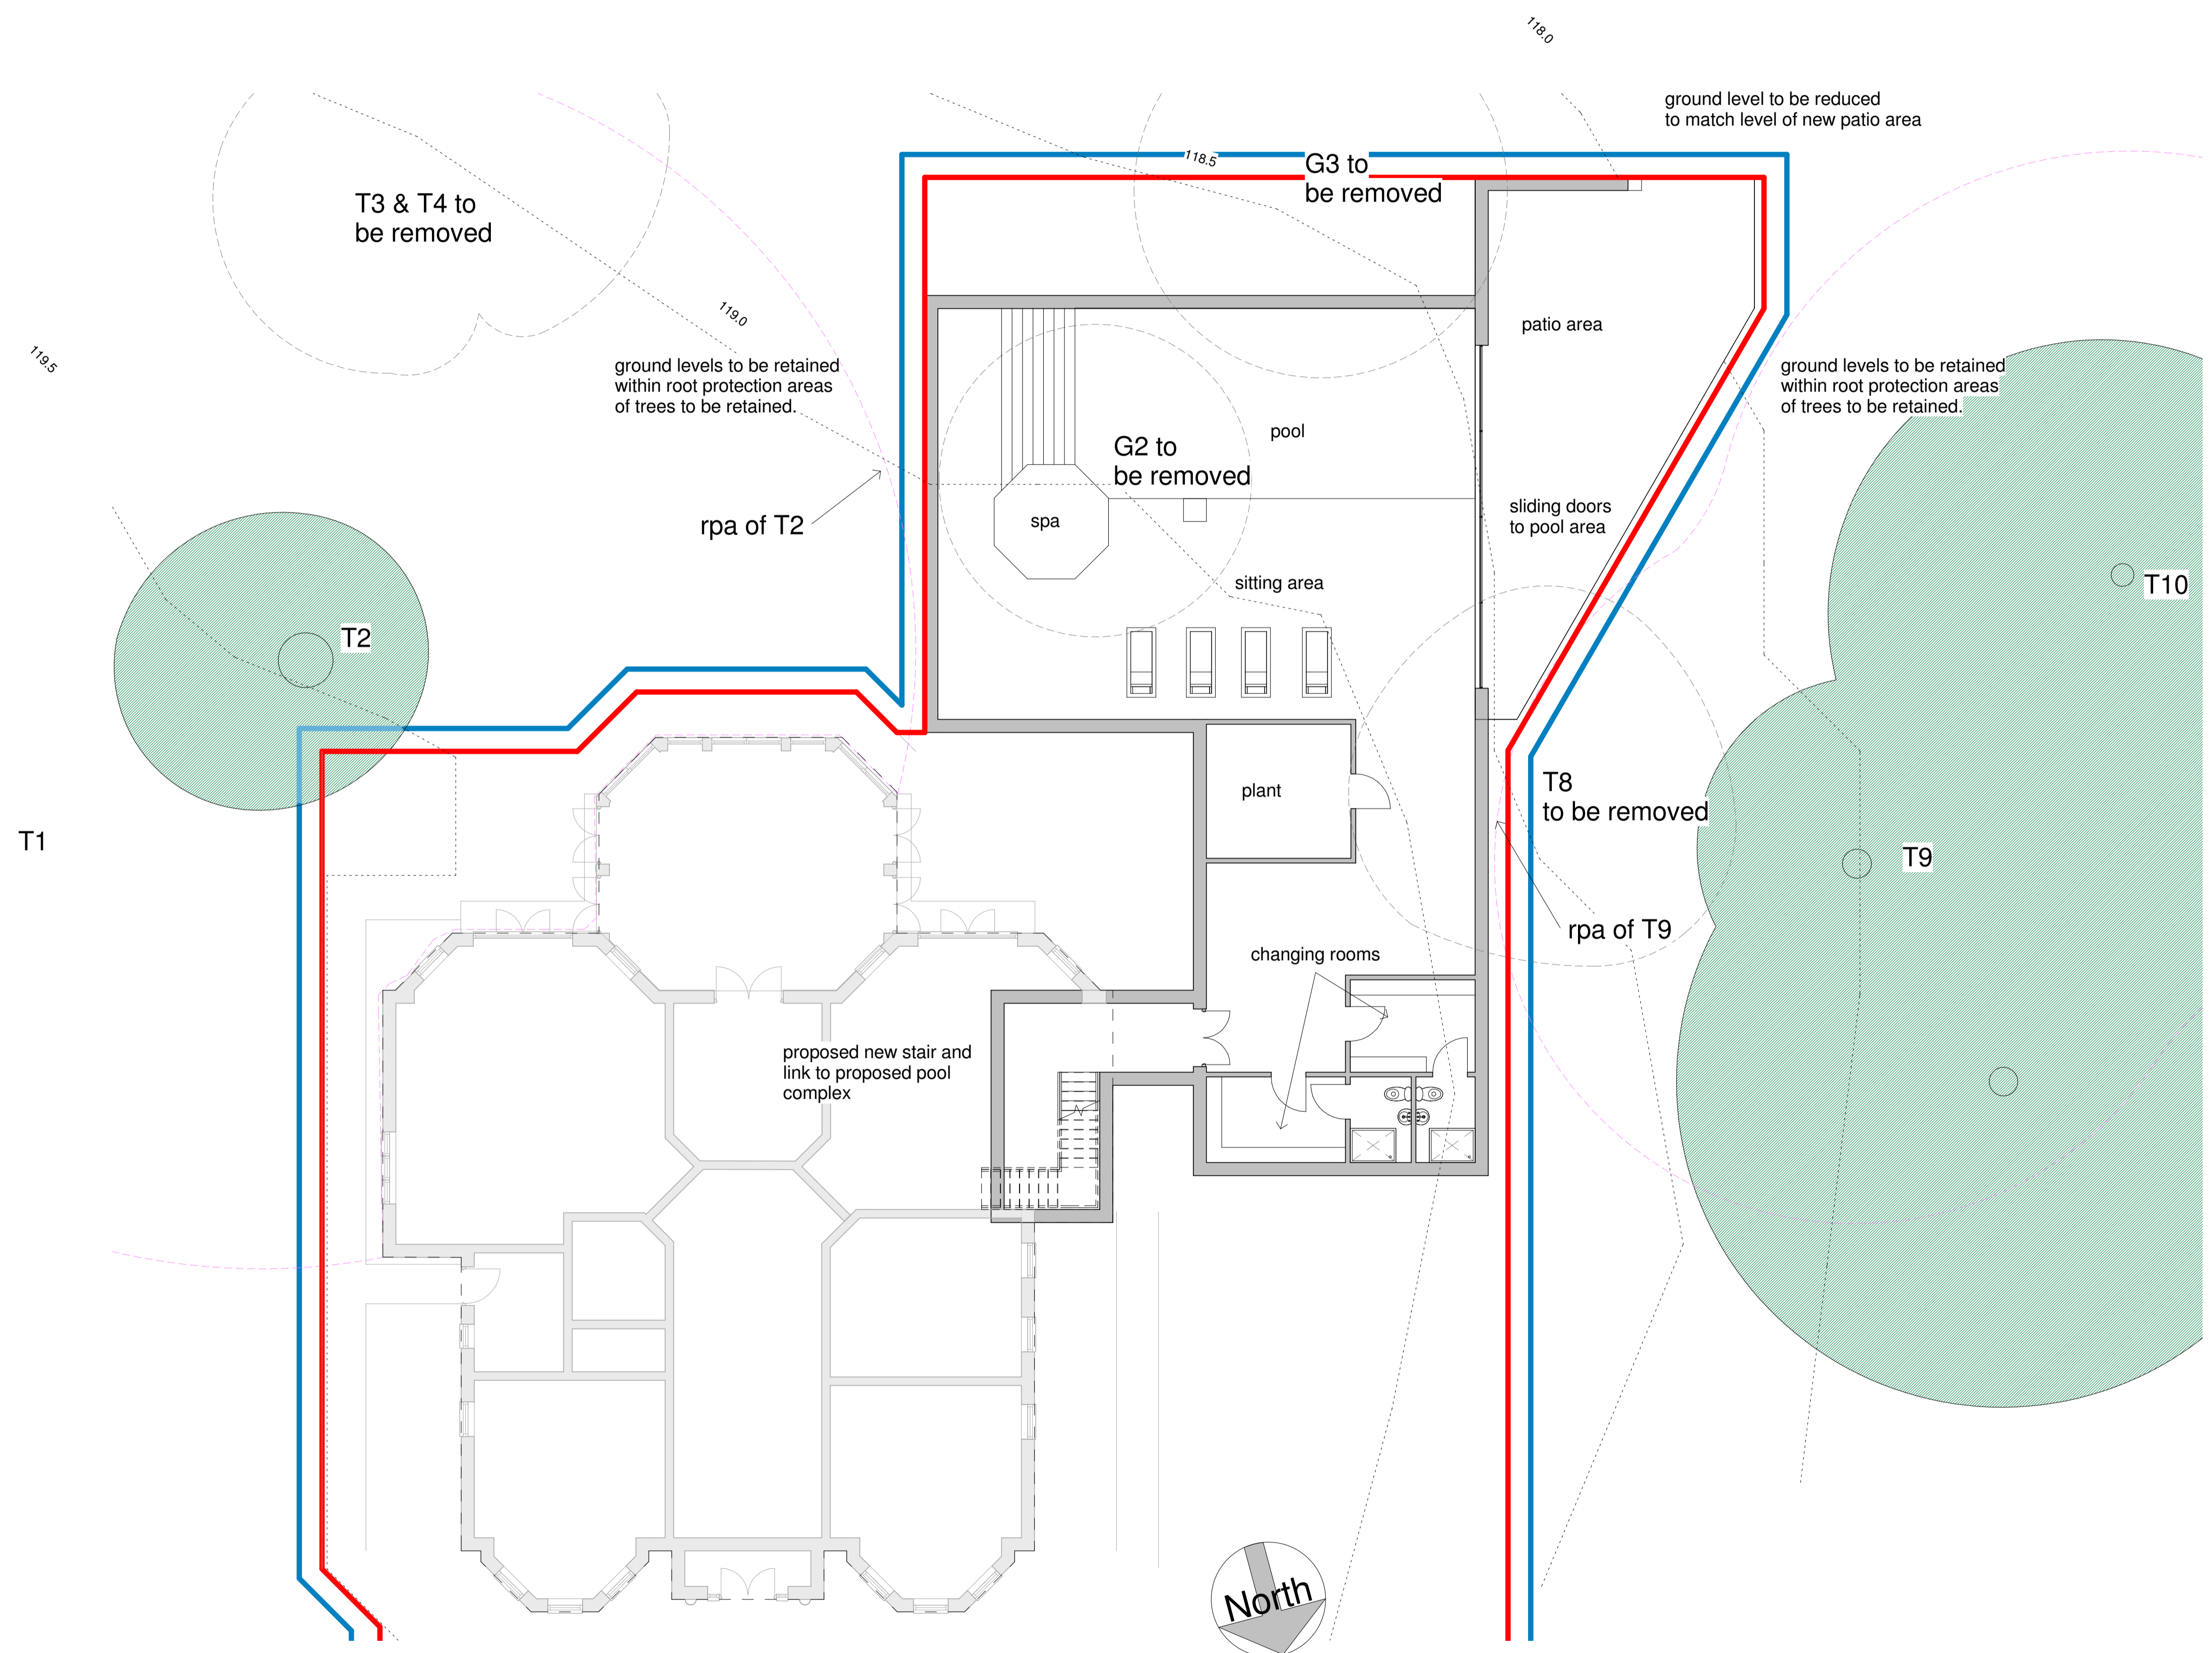 118.0
ground level to be reduced
to match level of new patio area
118.5
G3 to
be removed
T3 & T4 to
be removed
119.0
119.5
patio area
ground levels to be retained
within root protection areas
of trees to be retained.
ground levels to be retained
within root protection areas
of trees to be retained.
pool
G2 to
be removed
rpa of T2
spa
sliding doors
to pool area
sitting area
T10
T2
T8
to be removed
plant
T1
T9
rpa of T9
changing rooms
proposed new stair and
link to proposed pool
complex
North